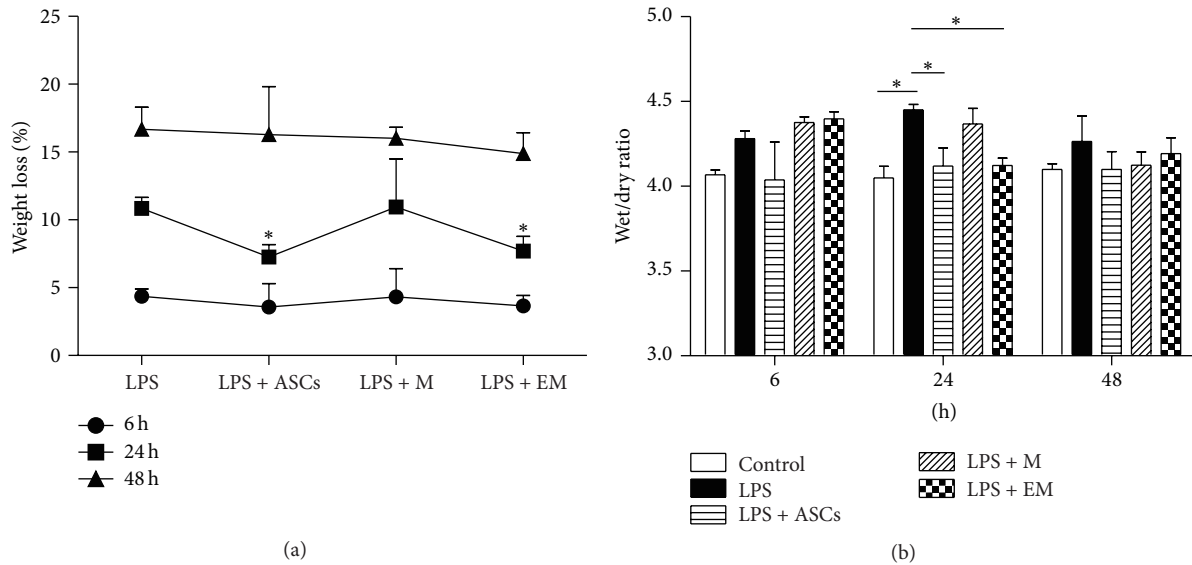 25
20
15
10
5
0
Weight loss (%)
*
*
LPS
LPS + ASCs
LPS + M
LPS + EM
6 h
24 h
48 h
(a)
5.0
4.5
4.0
3.5
3.0
Wet/dry ratio
*
*
*
6
24
48
(h)
Control
LPS
LPS + ASCs
LPS + M
LPS + EM
(b)